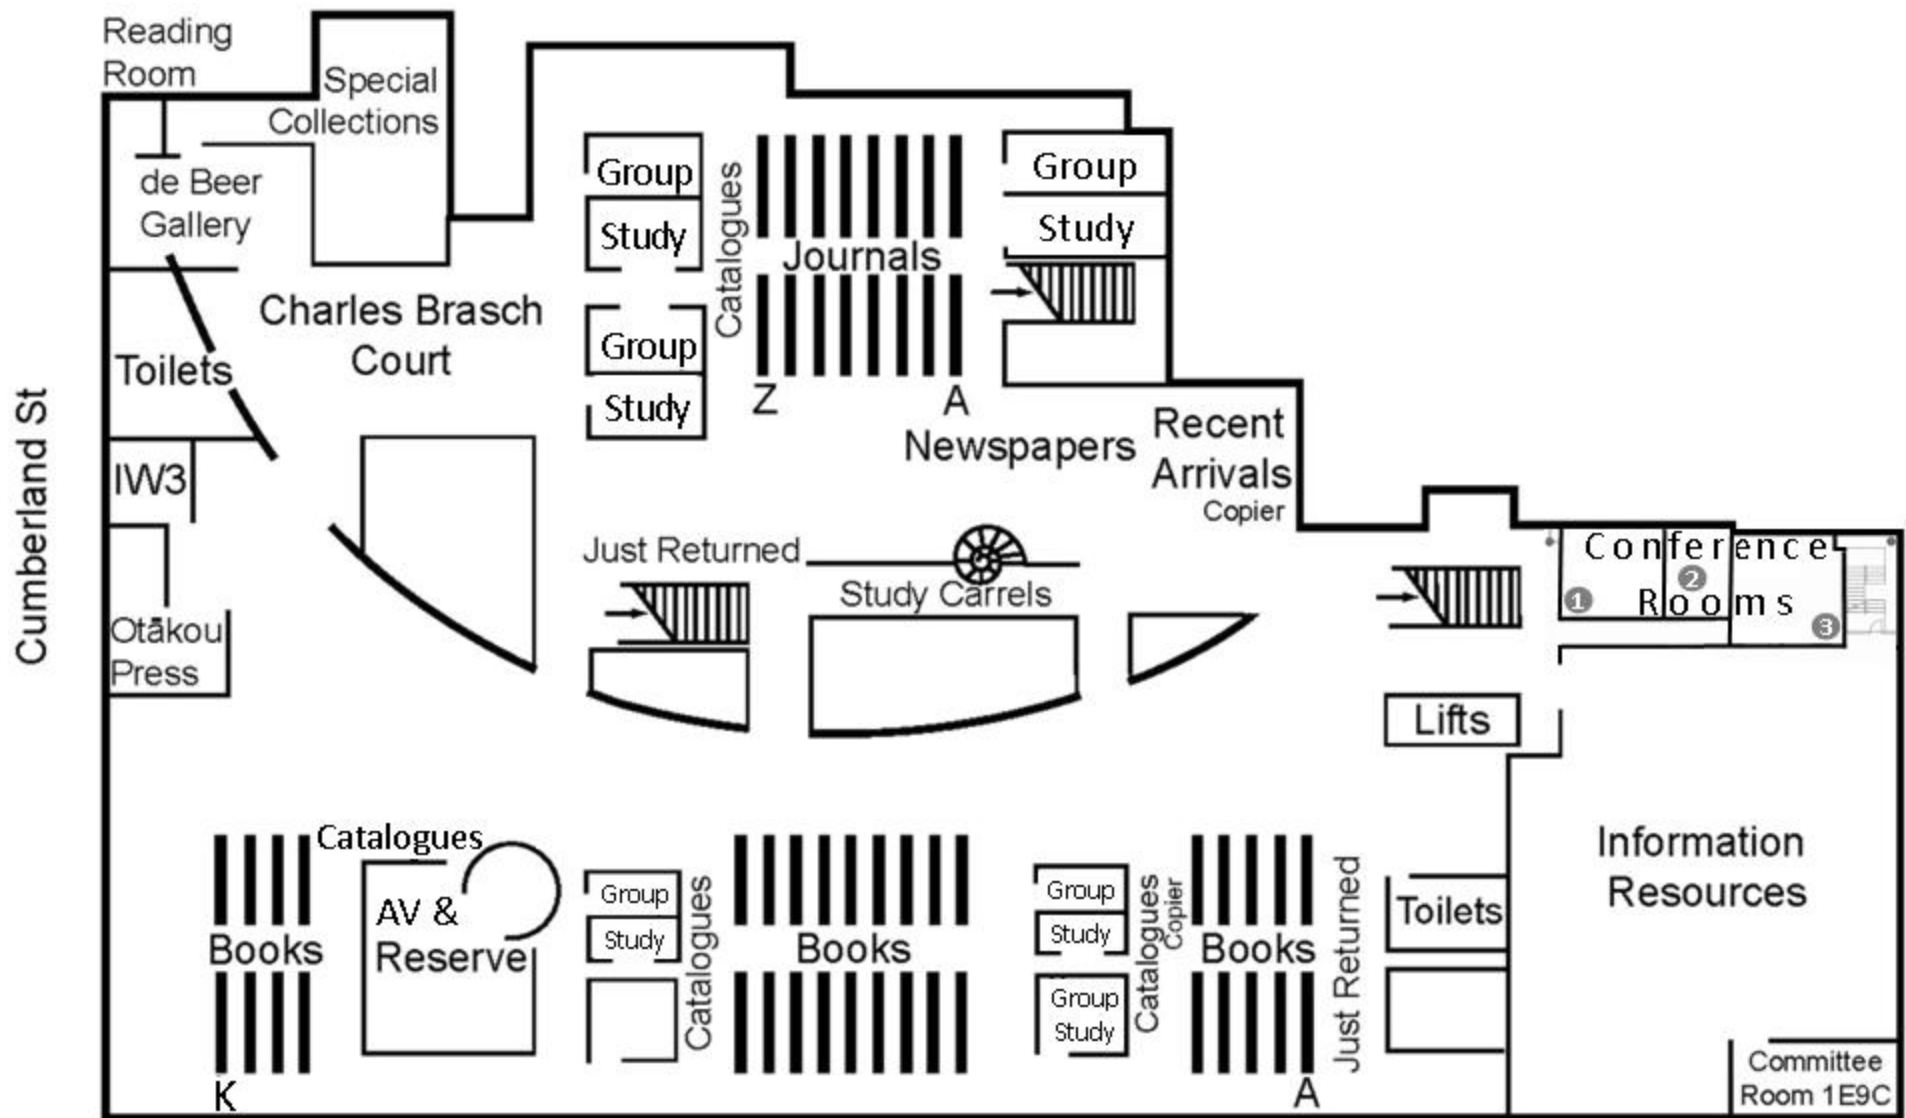 Reading
Room
Special
Collections
de Beer
Gallery
Group
Study
Catalogues
Journals
Group
Study
Charles Brasch
Court
Toilets
Group
Study
Z
A
Newspapers
Recent
Arrivals
Copier
Cumberland St
IW3
Just Returned
Study Carrels
Conference
Rooms
1
2
3
Otākou
Press
Lifts
Information
Resources
Catalogues
AV &
Reserve
Books
K
Group
Study
Catalogues
Books
Group
Study
Group
Study
Catalogues
Copier
Books
A
Just Returned
Toilets
Committee
Room 1E9C